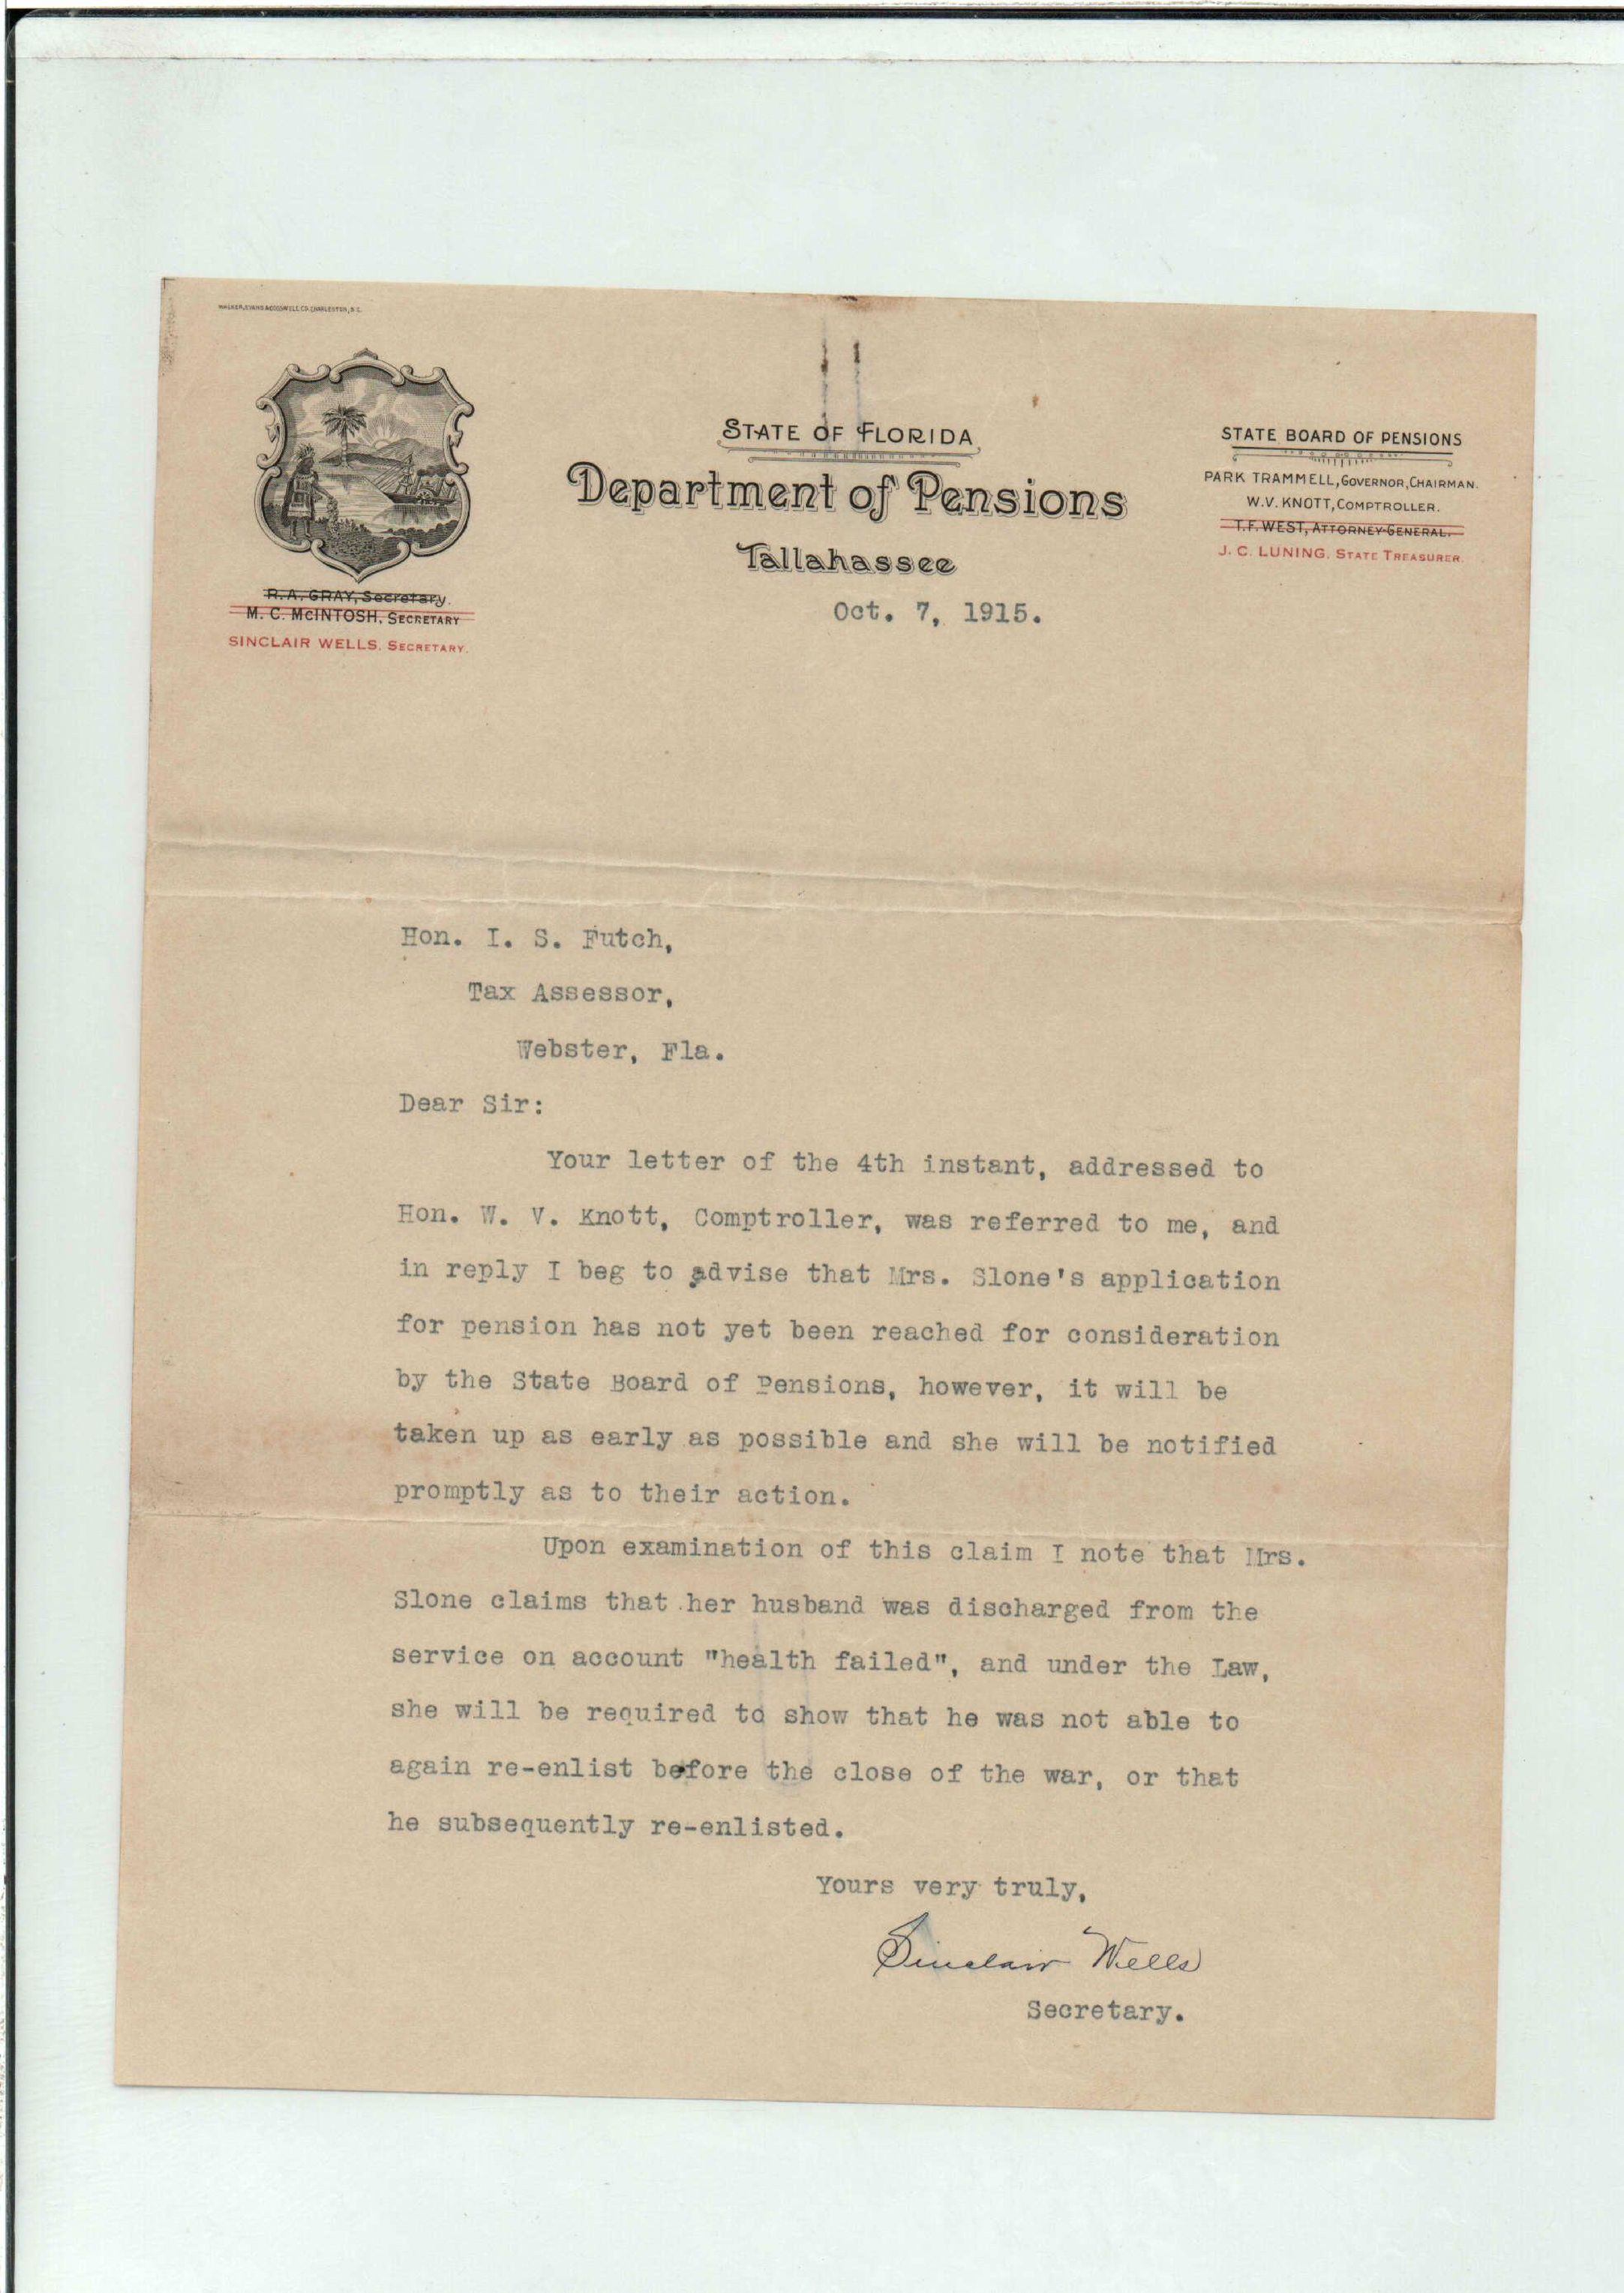 WALKER, EVANS & COGSWELL CO. CHARLESTON, S.C.
STATE OF FLORIDA
Department of Pensions
Tallahassee
Oct. 7, 1915.
R. A. GRAY, Secretary.
M. C. McINTOSH, SECRETARY
SINCLAIR WELLS, SECRETARY.
STATE BOARD OF PENSIONS
PARK TRAMMELL, GOVERNOR, CHAIRMAN.
W. V. KNOTT, COMPTROLLER.
T. F. WEST, ATTORNEY GENERAL.
J. C. LUNING, STATE TREASURER.
Hon. I. S. Futch,
Tax Assessor,
Webster, Fla.
Dear Sir:
Your letter of the 4th instant, addressed to
Hon. W. V. Knott, Comptroller, was referred to me, and
in reply I beg to advise that Mrs. Slone's application
for pension has not yet been reached for consideration
by the State Board of Pensions, however, it will be
taken up as early as possible and she will be notified
promptly as to their action.
Upon examination of this claim I note that Mrs.
Slone claims that her husband was discharged from the
service on account "health failed", and under the Law,
she will be required to show that he was not able to
again re-enlist before the close of the war, or that
he subsequently re-enlisted.
Yours very truly,
Sinclair Wells
Secretary.